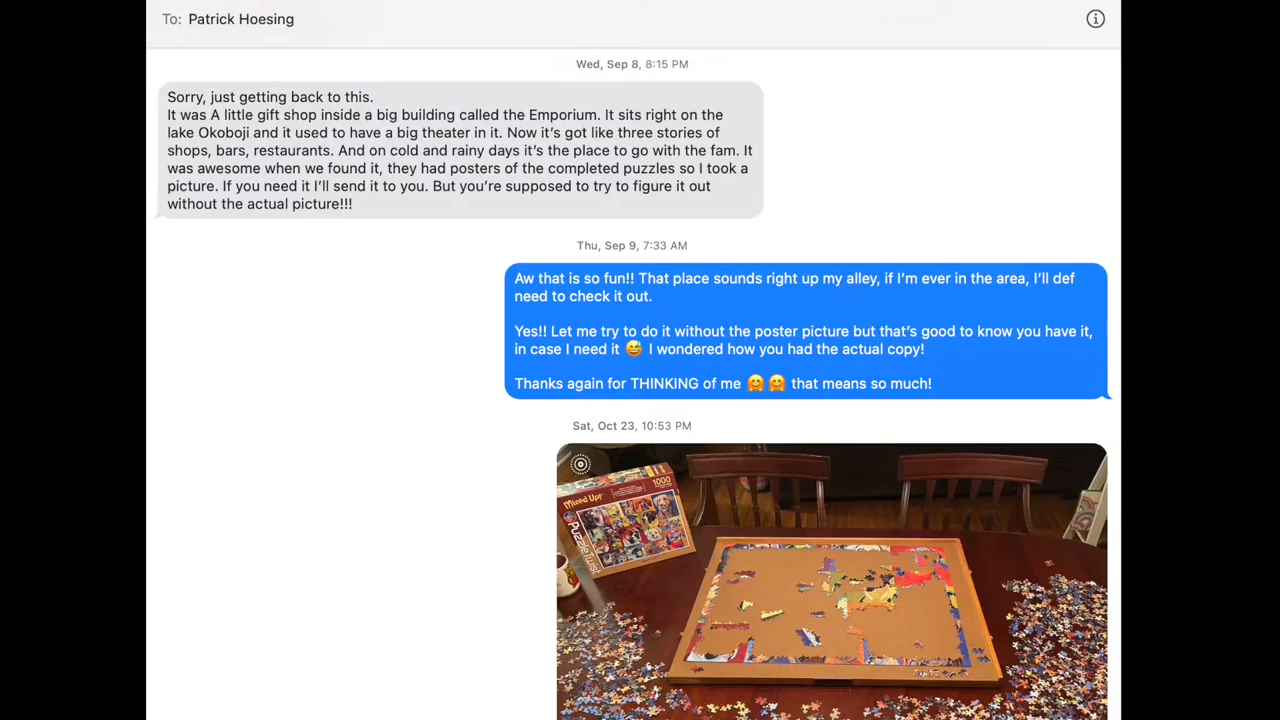 To: Patrick Hoesing
Wed, Sep 8, 8:15 PM
Sorry, just getting back to this.
It was A little gift shop inside a big building called the Emporium. It sits right on the
lake Okoboji and it used to have a big theater in it. Now it’s got like three stories of
shops, bars, restaurants. And on cold and rainy days it’s the place to go with the fam. It
was awesome when we found it, they had posters of the completed puzzles so I took a
picture. If you need it I’ll send it to you. But you’re supposed to try to figure it out
without the actual picture!!!
Thu, Sep 9, 7:33 AM
Aw that is so fun!! That place sounds right up my alley, if I’m ever in the area, I’ll def
need to check it out.
Yes!! Let me try to do it without the poster picture but that’s good to know you have it,
in case I need it 😅 I wondered how you had the actual copy!
Thanks again for THINKING of me 🤗🤗 that means so much!
Sat, Oct 23, 10:53 PM
Mixed Up!
1000
PuzzleTwist